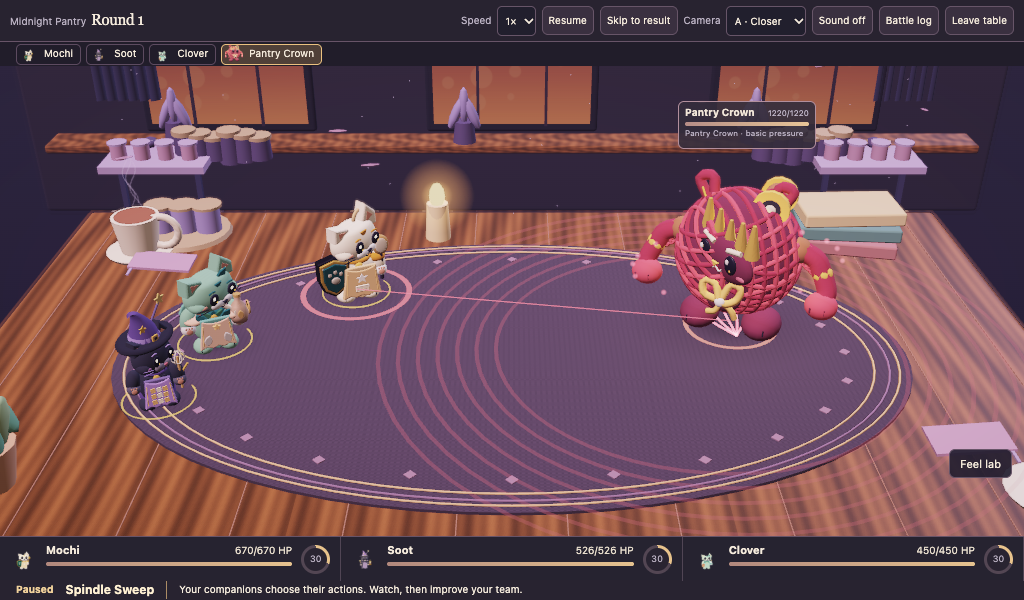 Midnight Pantry Round 1
Speed 1x Resume Skip to result Camera A · Closer Sound off Battle log Leave table
Mochi Soot Clover Pantry Crown
Pantry Crown 1220/1220
Pantry Crown · basic pressure
Feel lab
Mochi 670/670 HP 30
Soot 526/526 HP 30
Clover 450/450 HP 30
Paused Spindle Sweep Your companions choose their actions. Watch, then improve your team.